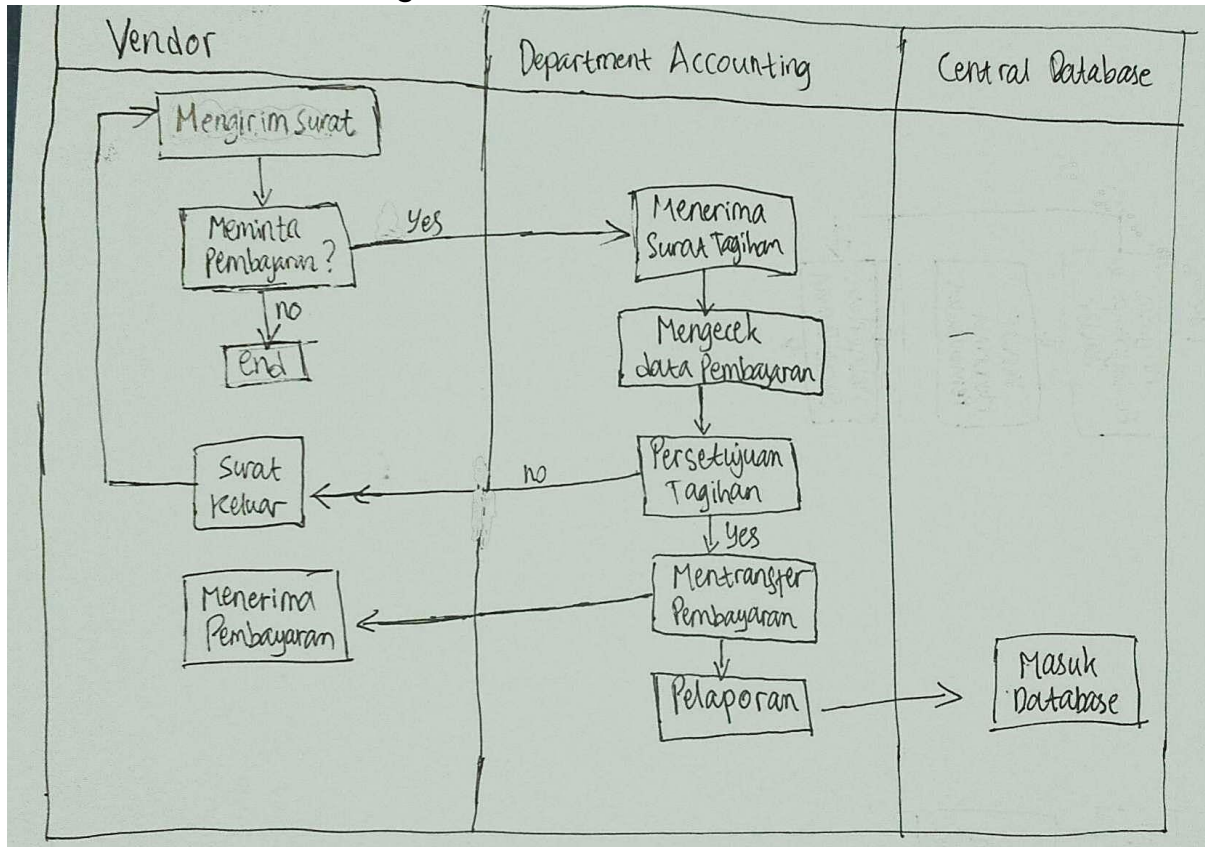 Vendor
Department Accounting
Central Database
Mengirim Surat
Meminta
Pembayaran?
Yes
no
end
Menerima
Surat Tagihan
Mengecek
data Pembayaran
Persetujuan
Tagihan
no
Surat
Keluar
Yes
Mentransfer
Pembayaran
Menerima
Pembayaran
Pelaporan
Masuk
Database